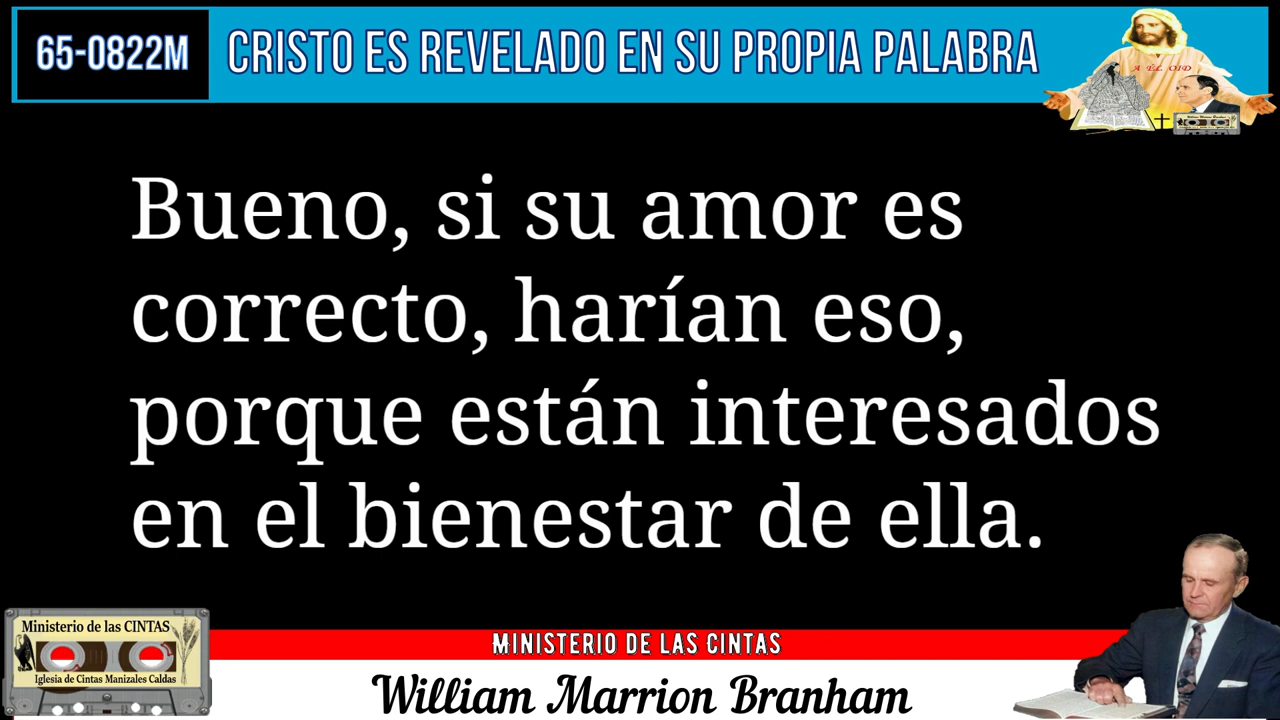 65-0822M CRISTO ES REVELADO EN SU PROPIA PALABRA
A ÉL OID
Bueno, si su amor es
correcto, harían eso,
porque están interesados
en el bienestar de ella.
Ministerio de las CINTAS
Iglesia de Cintas Manizales Caldas
MINISTERIO DE LAS CINTAS
William Marrion Branham